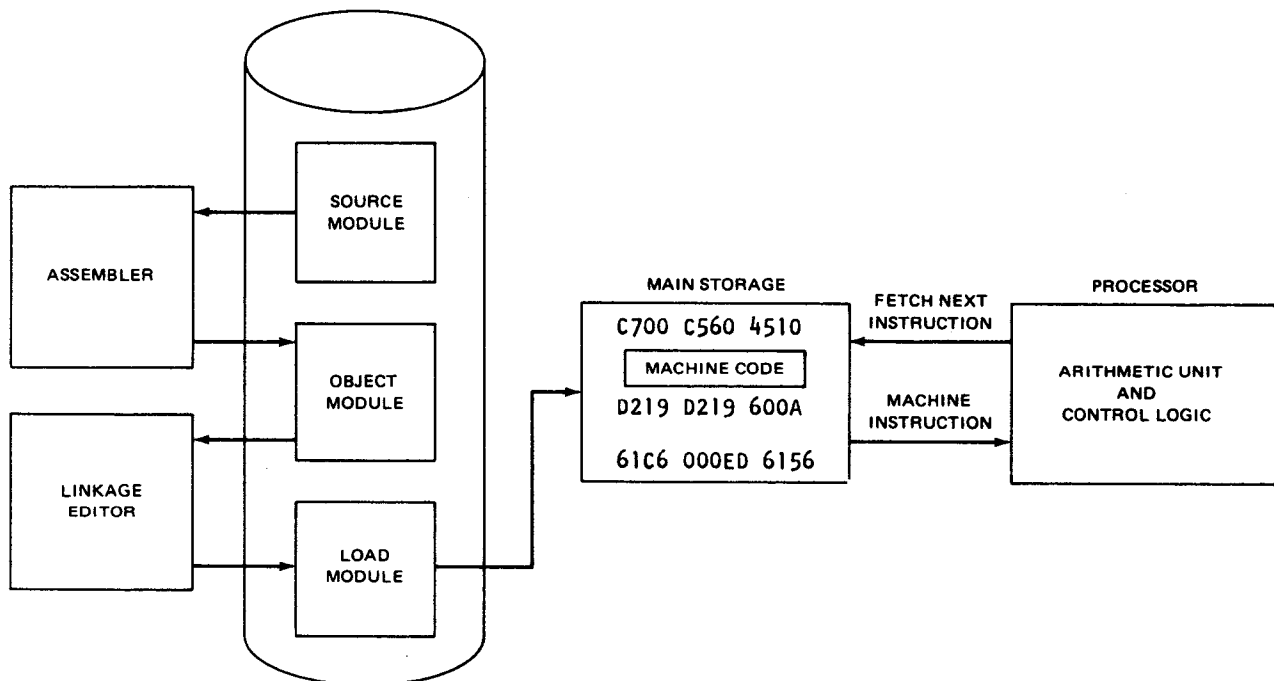 SOURCE
MODULE
ASSEMBLER
OBJECT
MODULE
LINKAGE
EDITOR
LOAD
MODULE
MAIN STORAGE
C700 C560 4510
MACHINE CODE
D219 D219 600A
61C6 000ED 6156
FETCH NEXT
INSTRUCTION
MACHINE
INSTRUCTION
PROCESSOR
ARITHMETIC UNIT
AND
CONTROL LOGIC